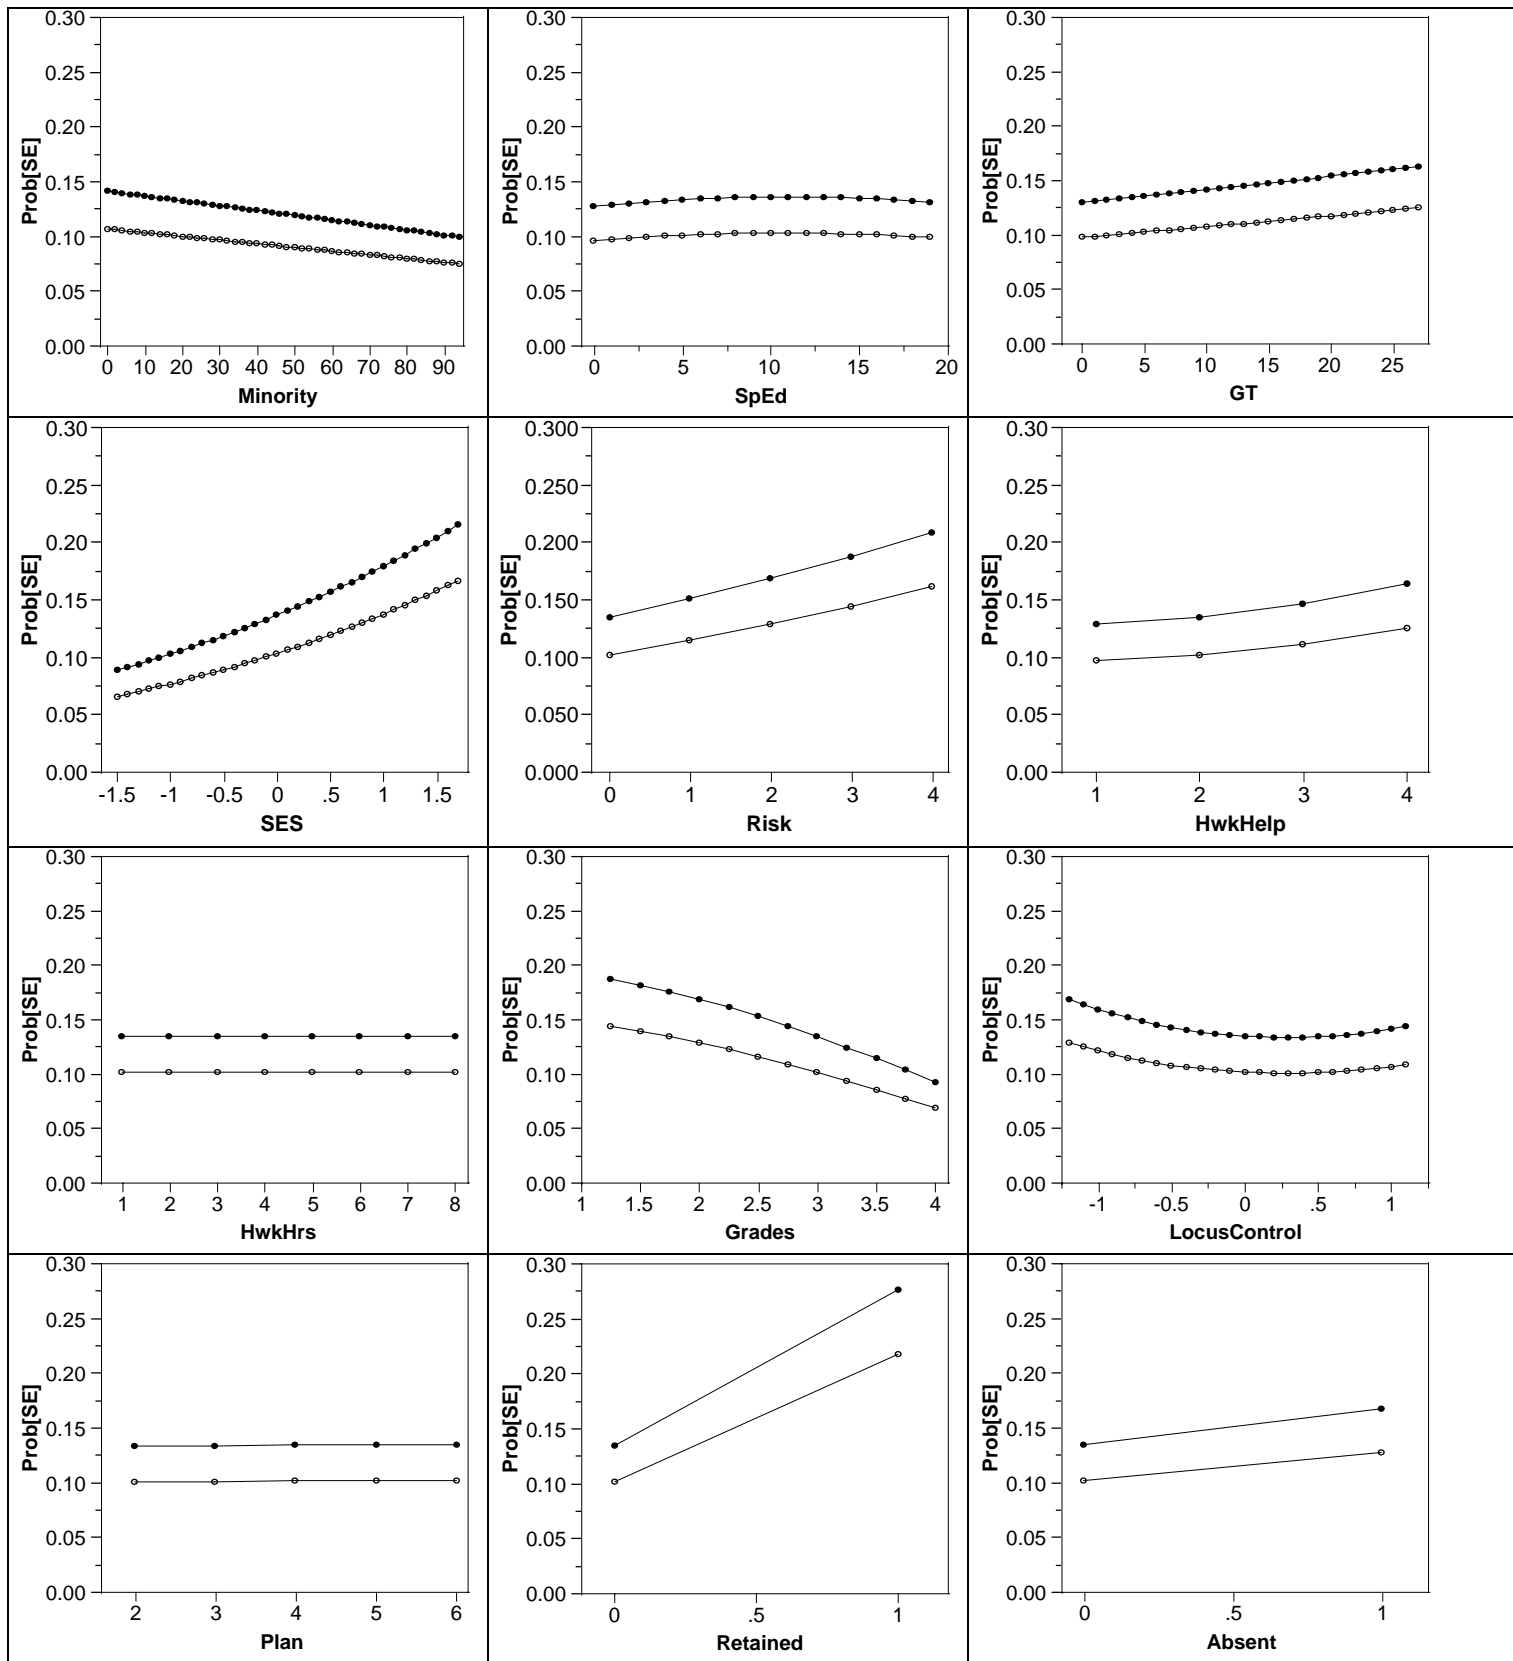 0.30
0.25
0.20
0.15
0.10
0.05
0.00
Prob[SE]
0 10 20 30 40 50 60 70 80 90
Minority
0.30
0.25
0.20
0.15
0.10
0.05
0.00
Prob[SE]
0 5 10 15 20
SpEd
0.30
0.25
0.20
0.15
0.10
0.05
0.00
Prob[SE]
0 5 10 15 20 25
GT
0.30
0.25
0.20
0.15
0.10
0.05
0.00
Prob[SE]
-1.5 -1 -0.5 0 .5 1 1.5
SES
0.300
0.250
0.200
0.150
0.100
0.050
0.000
Prob[SE]
0 1 2 3 4
Risk
0.30
0.25
0.20
0.15
0.10
0.05
0.00
Prob[SE]
1 2 3 4
HwkHelp
0.30
0.25
0.20
0.15
0.10
0.05
0.00
Prob[SE]
1 2 3 4 5 6 7 8
HwkHrs
0.30
0.25
0.20
0.15
0.10
0.05
0.00
Prob[SE]
1 1.5 2 2.5 3 3.5 4
Grades
0.30
0.25
0.20
0.15
0.10
0.05
0.00
Prob[SE]
-1 -0.5 0 .5 1
LocusControl
0.30
0.25
0.20
0.15
0.10
0.05
0.00
Prob[SE]
2 3 4 5 6
Plan
0.30
0.25
0.20
0.15
0.10
0.05
0.00
Prob[SE]
0 .5 1
Retained
0.30
0.25
0.20
0.15
0.10
0.05
0.00
Prob[SE]
0 .5 1
Absent